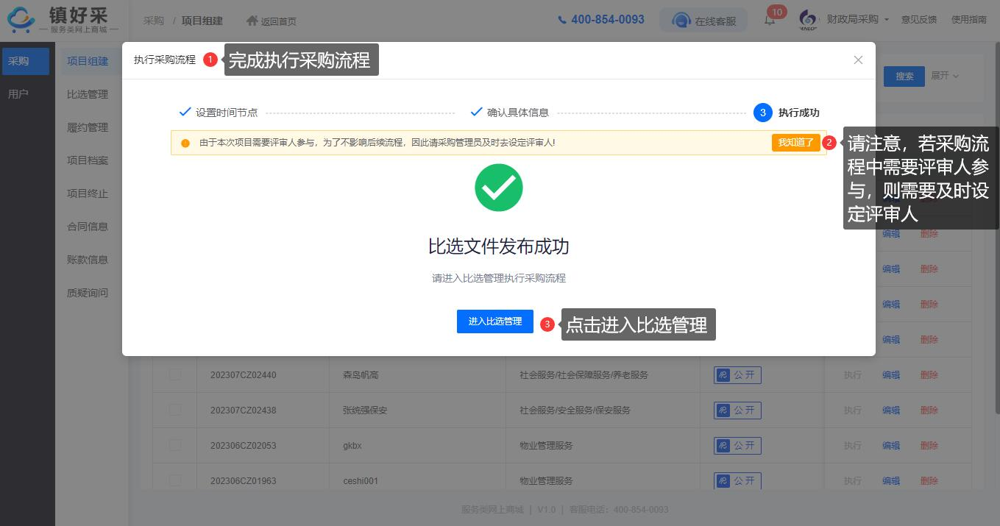 镇好采
服务类网上商城
采购 / 项目组建
返回首页
400-854-0093
在线客服
10
财政局采购
意见反馈
使用指南
采购
用户
项目组建
比选管理
履约管理
项目档案
项目终止
合同信息
账款信息
质疑询问
搜索
展开
执行采购流程
1
完成执行采购流程
设置时间节点
确认具体信息
3 执行成功
由于本次项目需要评审人参与，为了不影响后续流程，因此请采购管理员及时去设定评审人!
我知道了
2
请注意，若采购流
程中需要评审人参
与，则需要及时设
定评审人
比选文件发布成功
请进入比选管理执行采购流程
进入比选管理
3
点击进入比选管理
编辑 删除
编辑 删除
编辑 删除
编辑 删除
202307CZ02440 森岛帆高 社会服务/社会保障服务/养老服务 公开 执行 编辑 删除
202307CZ02438 张统强保安 社会服务/安全服务/保安服务 公开 执行 编辑 删除
202306CZ02053 gkbx 物业管理服务 公开 执行 编辑 删除
202306CZ01963 ceshi001 物业管理服务 公开 执行 编辑 删除
服务类网上商城 | V1.0 | 客服电话：400-854-0093